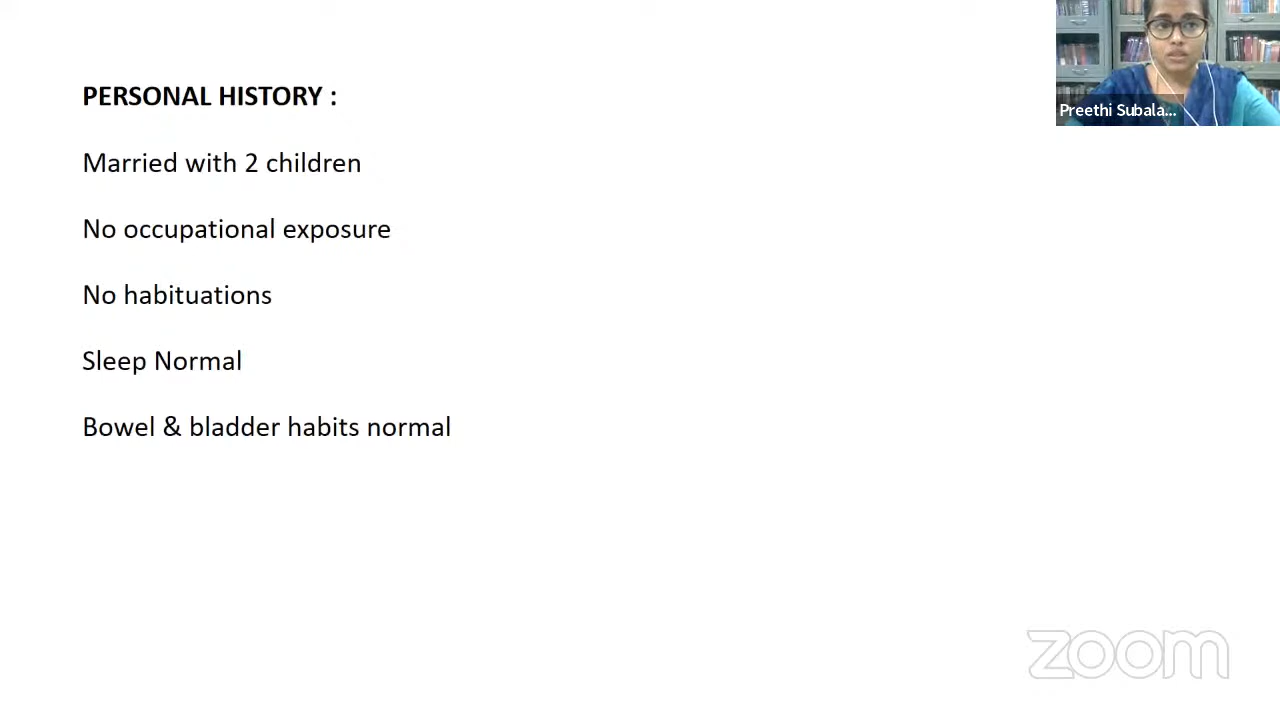 PERSONAL HISTORY :
Preethi Subala...
Married with 2 children
No occupational exposure
No habituations
Sleep Normal
Bowel & bladder habits normal
zoom